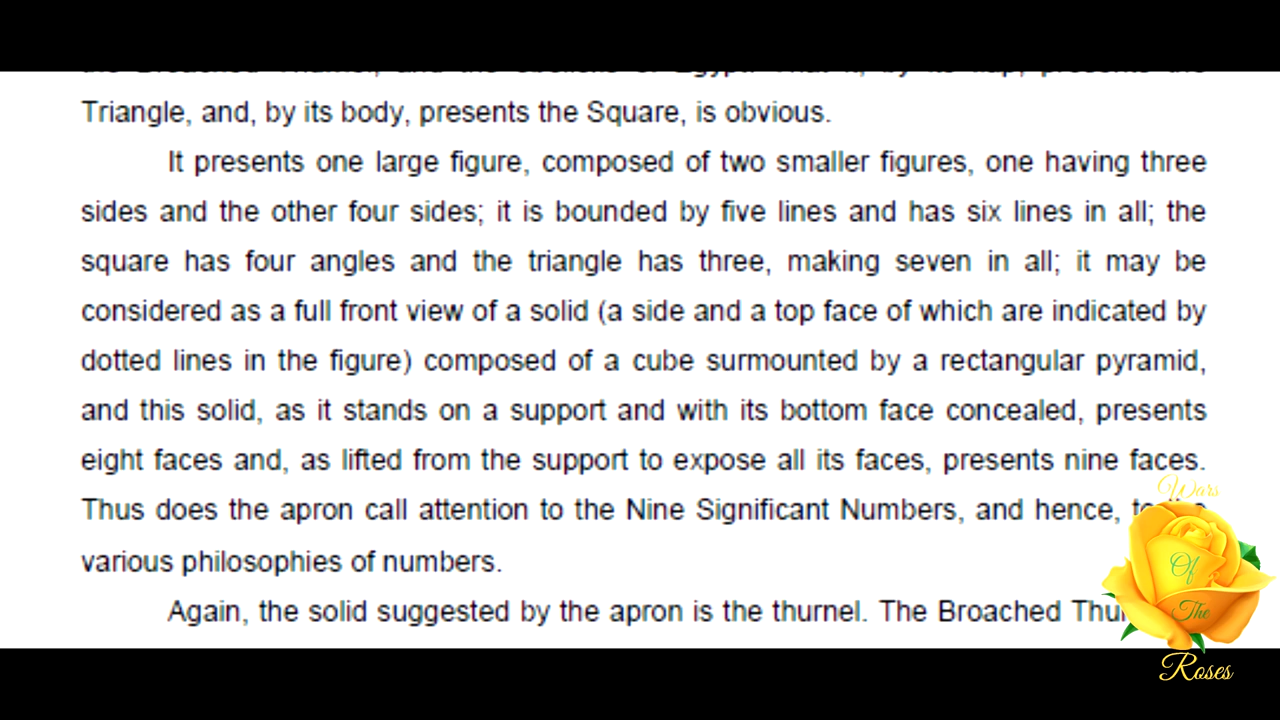 Triangle, and, by its body, presents the Square, is obvious.
It presents one large figure, composed of two smaller figures, one having three
sides and the other four sides; it is bounded by five lines and has six lines in all; the
square has four angles and the triangle has three, making seven in all; it may be
considered as a full front view of a solid (a side and a top face of which are indicated by
dotted lines in the figure) composed of a cube surmounted by a rectangular pyramid,
and this solid, as it stands on a support and with its bottom face concealed, presents
eight faces and, as lifted from the support to expose all its faces, presents nine faces.
Thus does the apron call attention to the Nine Significant Numbers, and hence, to the
various philosophies of numbers.
Again, the solid suggested by the apron is the thurnel. The Broached
Wars
Of
The
Roses